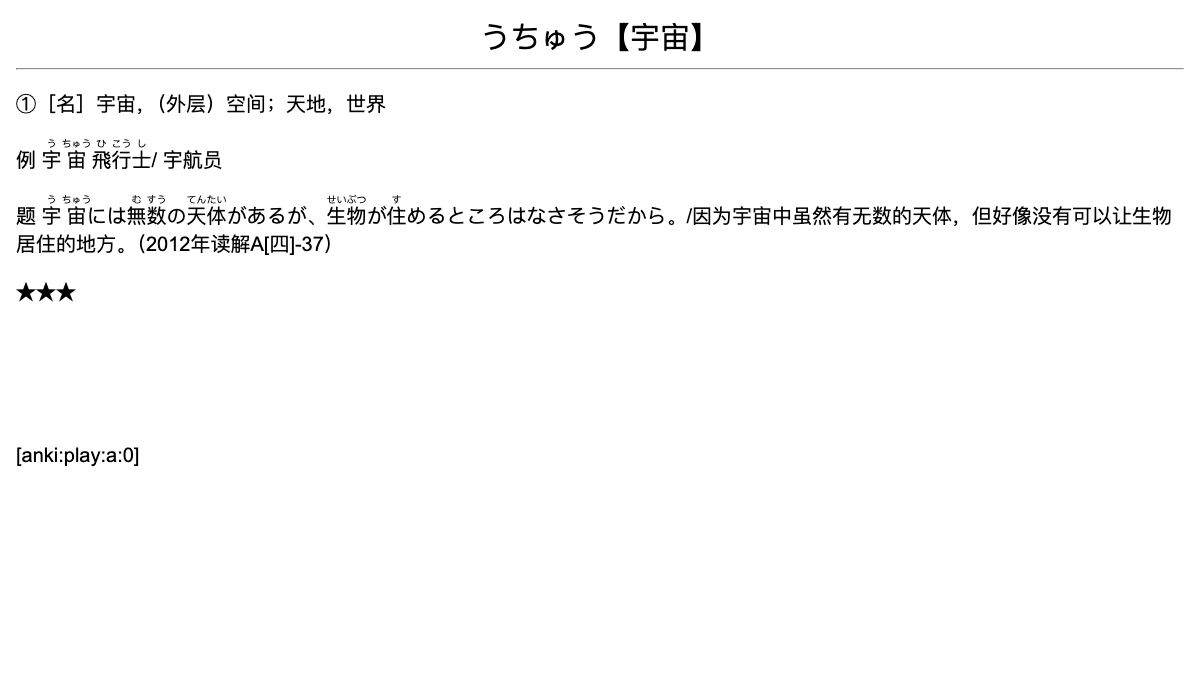 うちゅう【宇宙】
①［名］宇宙，（外层）空间；天地，世界
う ちゅう ひ こう し
例 宇 宙 飛行士/ 宇航员
う ちゅう む すう てんたい せいぶつ す
题 宇 宙には無数の天体があるが、生物が住めるところはなさそうだから。/因为宇宙中虽然有无数的天体，但好像没有可以让生物
居住的地方。（2012年读解A[四]-37）
★★★
[anki:play:a:0]